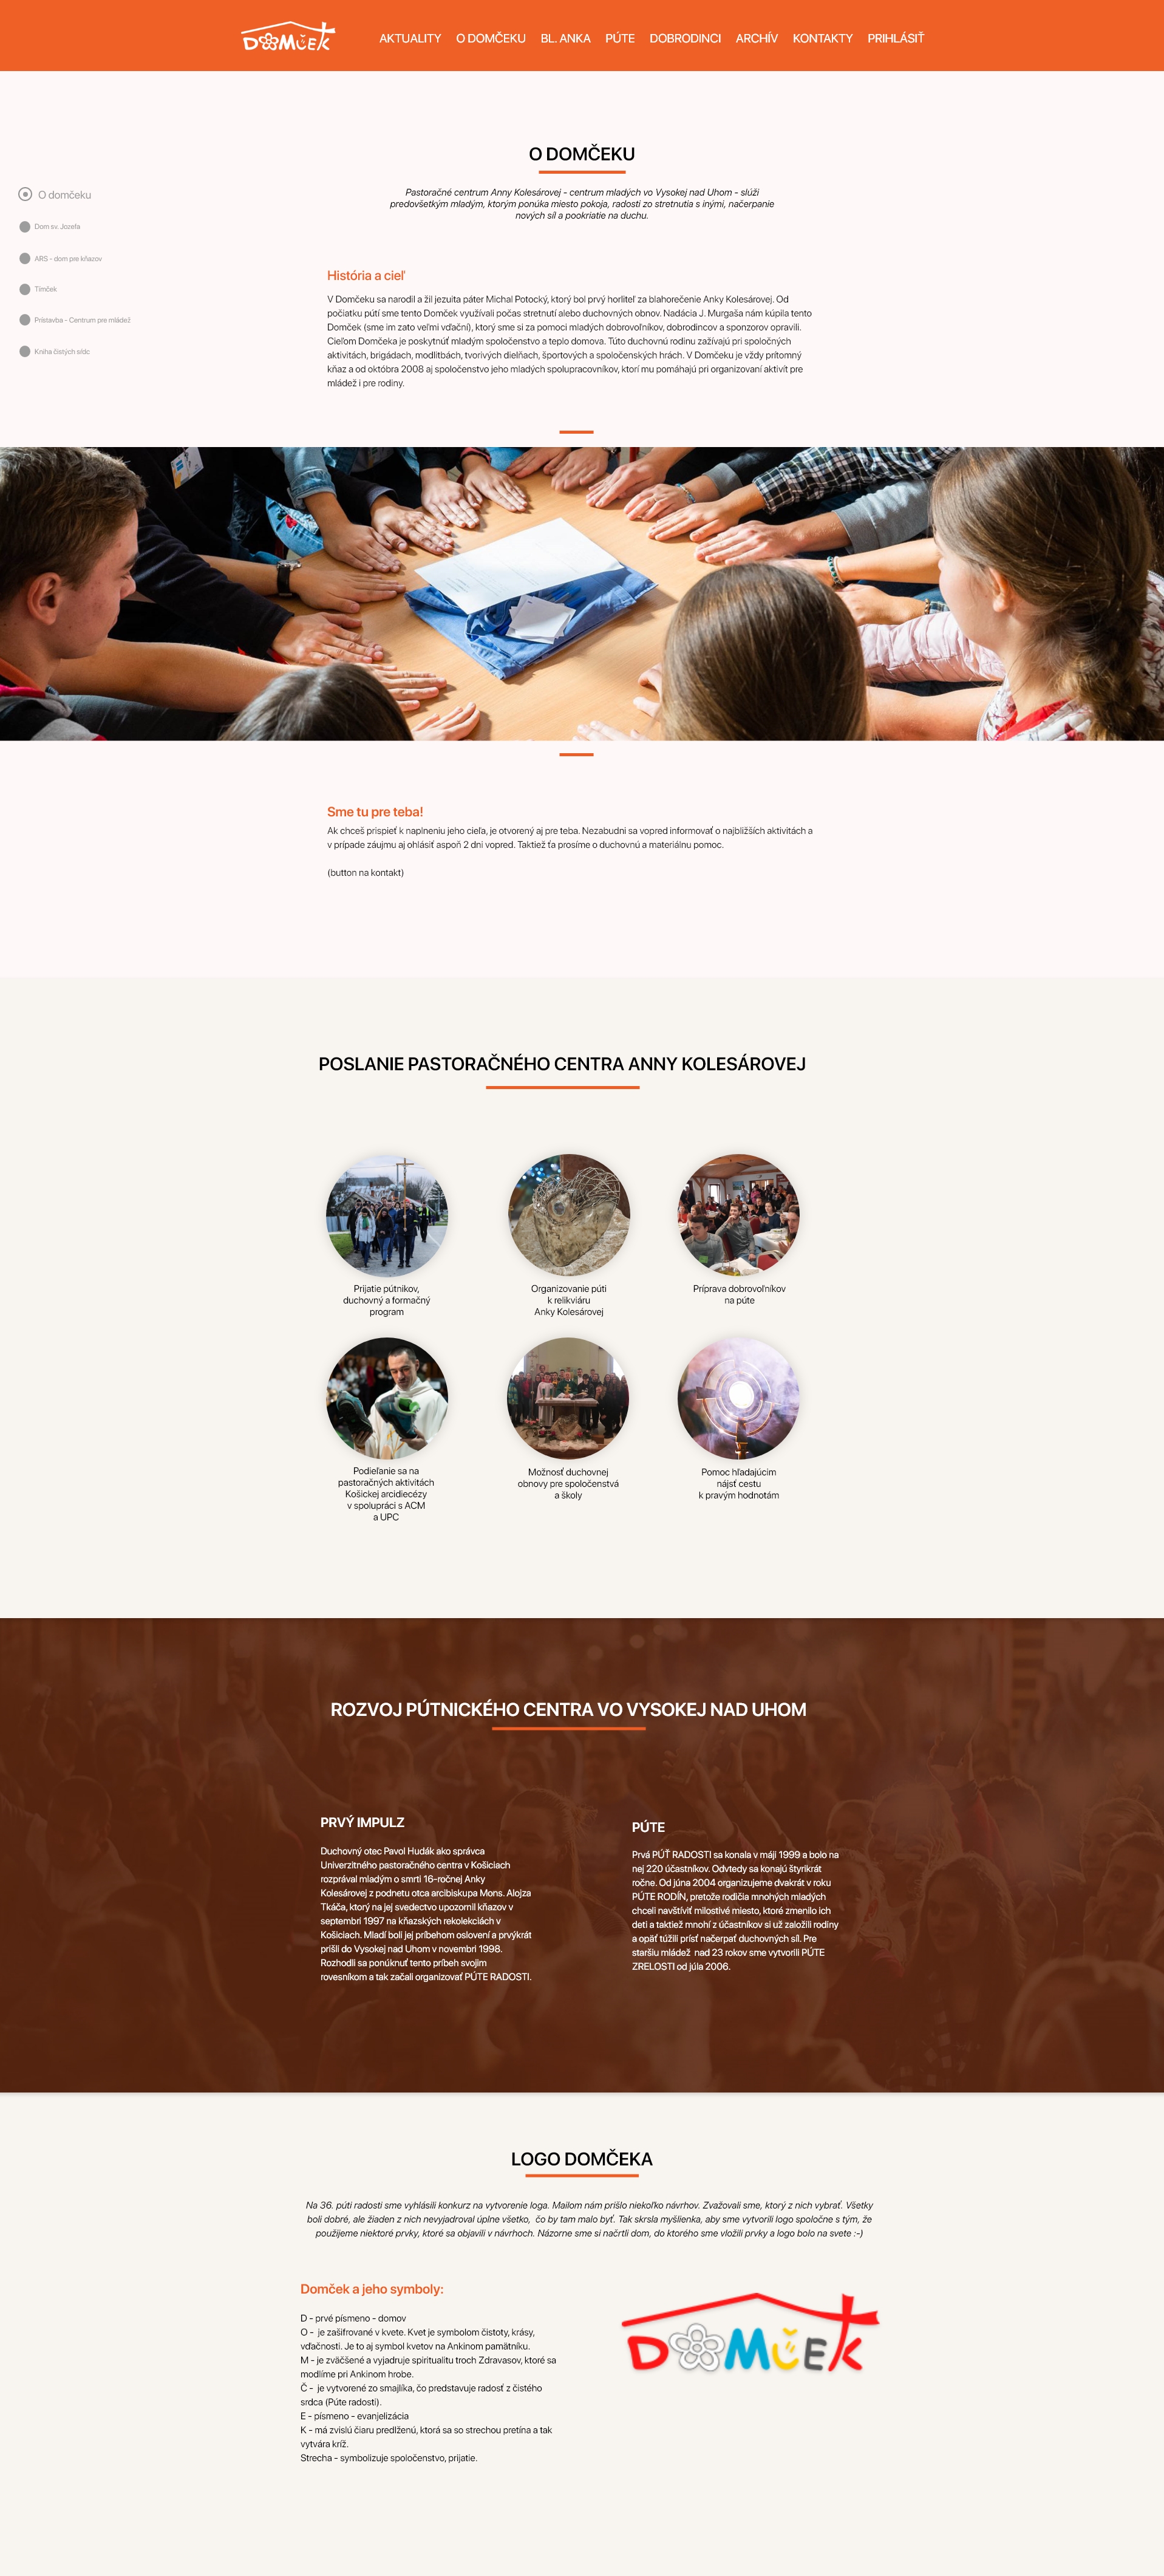 DOMČEK
AKTUALITY O DOMČEKU BL. ANKA PÚTE DOBRODINCI ARCHÍV KONTAKTY PRIHLÁSIŤ
O DOMČEKU
Pastoračné centrum Anny Kolesárovej - centrum mladých vo Vysokej nad Uhom - slúži
predovšetkým mladým, ktorým ponúka miesto pokoja, radosti zo stretnutia s inými, načerpanie
nových síl a pookriatie na duchu.
O domčeku
Dom sv. Jozefa
ARS - dom pre kňazov
Tímček
Prístavba - Centrum pre mládež
Kniha čistých sŕdc
História a cieľ
V Domčeku sa narodil a žil jezuita páter Michal Potocký, ktorý bol prvý horliteľ za blahorečenie Anky Kolesárovej. Od
počiatku pútí sme tento Domček využívali počas stretnutí alebo duchovných obnov. Nadácia J. Murgaša nám kúpila tento
Domček (sme im zato veľmi vďační), ktorý sme si za pomoci mladých dobrovoľníkov, dobrodincov a sponzorov opravili.
Cieľom Domčeka je poskytnúť mladým spoločenstvo a teplo domova. Túto duchovnú rodinu zažívajú pri spoločných
aktivitách, brigádach, modlitbách, tvorivých dielňach, športových a spoločenských hrách. V Domčeku je vždy prítomný
kňaz a od októbra 2008 aj spoločenstvo jeho mladých spolupracovníkov, ktorí mu pomáhajú pri organizovaní aktivít pre
mládež i pre rodiny.
Sme tu pre teba!
Ak chceš prispieť k naplneniu jeho cieľa, je otvorený aj pre teba. Nezabudni sa vopred informovať o najbližších aktivitách a
v prípade záujmu aj ohlásiť aspoň 2 dni vopred. Taktiež ťa prosíme o duchovnú a materiálnu pomoc.
(button na kontakt)
POSLANIE PASTORAČNÉHO CENTRA ANNY KOLESÁROVEJ
Prijatie pútnikov,
duchovný a formačný
program
Organizovanie púti
k relikviáru
Anky Kolesárovej
Príprava dobrovoľníkov
na púte
Podieľanie sa na
pastoračných aktivitách
Košickej arcidiecézy
v spolupráci s ACM
a UPC
Možnosť duchovnej
obnovy pre spoločenstvá
a školy
Pomoc hľadajúcim
nájsť cestu
k pravým hodnotám
ROZVOJ PÚTNICKÉHO CENTRA VO VYSOKEJ NAD UHOM
PRVÝ IMPULZ
Duchovný otec Pavol Hudák ako správca
Univerzitného pastoračného centra v Košiciach
rozprával mladým o smrti 16-ročnej Anky
Kolesárovej z podnetu otca arcibiskupa Mons. Alojza
Tkáča, ktorý na jej svedectvo upozornil kňazov v
septembri 1997 na kňazských rekolekciách v
Košiciach. Mladí boli jej príbehom oslovení a prvýkrát
prišli do Vysokej nad Uhom v novembri 1998.
Rozhodli sa ponúknuť tento príbeh svojim
rovesníkom a tak začali organizovať PÚTE RADOSTI.
PÚTE
Prvá PÚŤ RADOSTI sa konala v máji 1999 a bolo na
nej 220 účastníkov. Odvtedy sa konajú štyrikrát
ročne. Od júna 2004 organizujeme dvakrát v roku
PÚTE RODÍN, pretože rodičia mnohých mladých
chceli navštíviť milostivé miesto, ktoré zmenilo ich
deti a taktiež mnohí z účastníkov si už založili rodiny
a opäť túžili prísť načerpať duchovných síl. Pre
staršiu mládež nad 23 rokov sme vytvorili PÚTE
ZRELOSTI od júla 2006.
LOGO DOMČEKA
Na 36. púti radosti sme vyhlásili konkurz na vytvorenie loga. Mailom nám prišlo niekoľko návrhov. Zvažovali sme, ktorý z nich vybrať. Všetky
boli dobré, ale žiaden z nich nevyjadroval úplne všetko, čo by tam malo byť. Tak skrsla myšlienka, aby sme vytvorili logo spoločne s tým, že
použijeme niektoré prvky, ktoré sa objavili v návrhoch. Názorne sme si načrtli dom, do ktorého sme vložili prvky a logo bolo na svete :-)
Domček a jeho symboly:
D - prvé písmeno - domov
O - je zašifrované v kvete. Kvet je symbolom čistoty, krásy,
vďačnosti. Je to aj symbol kvetov na Ankinom pamätníku.
M - je zväčšené a vyjadruje spiritualitu troch Zdravasov, ktoré sa
modlíme pri Ankinom hrobe.
Č - je vytvorené zo smajlíka, čo predstavuje radosť z čistého
srdca (Púte radosti).
E - písmeno - evanjelizácia
K - má zvislú čiaru predĺženú, ktorá sa so strechou pretína a tak
vytvára kríž.
Strecha - symbolizuje spoločenstvo, prijatie.
DOMČEK